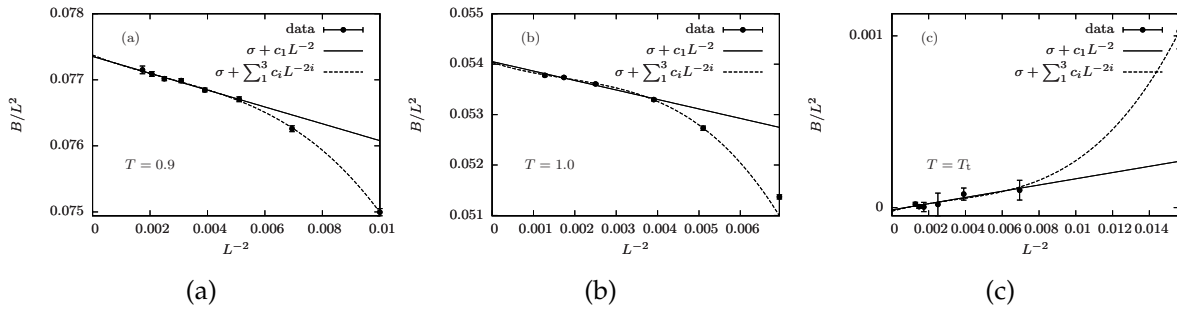 0.078
0.077
0.076
0.075
B/L²
(a)
data
σ + c₁L⁻²
σ + ∑₁³ cᵢL⁻²ⁱ
T = 0.9
0 0.002 0.004 0.006 0.008 0.01
L⁻²
(a)
0.055
0.054
0.053
0.052
0.051
B/L²
(b)
data
σ + c₁L⁻²
σ + ∑₁³ cᵢL⁻²ⁱ
T = 1.0
0 0.001 0.002 0.003 0.004 0.005 0.006
L⁻²
(b)
0.001
0
B/L²
(c)
data
σ + c₁L⁻²
σ + ∑₁³ cᵢL⁻²ⁱ
T = Tₜ
0 0.002 0.004 0.006 0.008 0.01 0.012 0.014
L⁻²
(c)